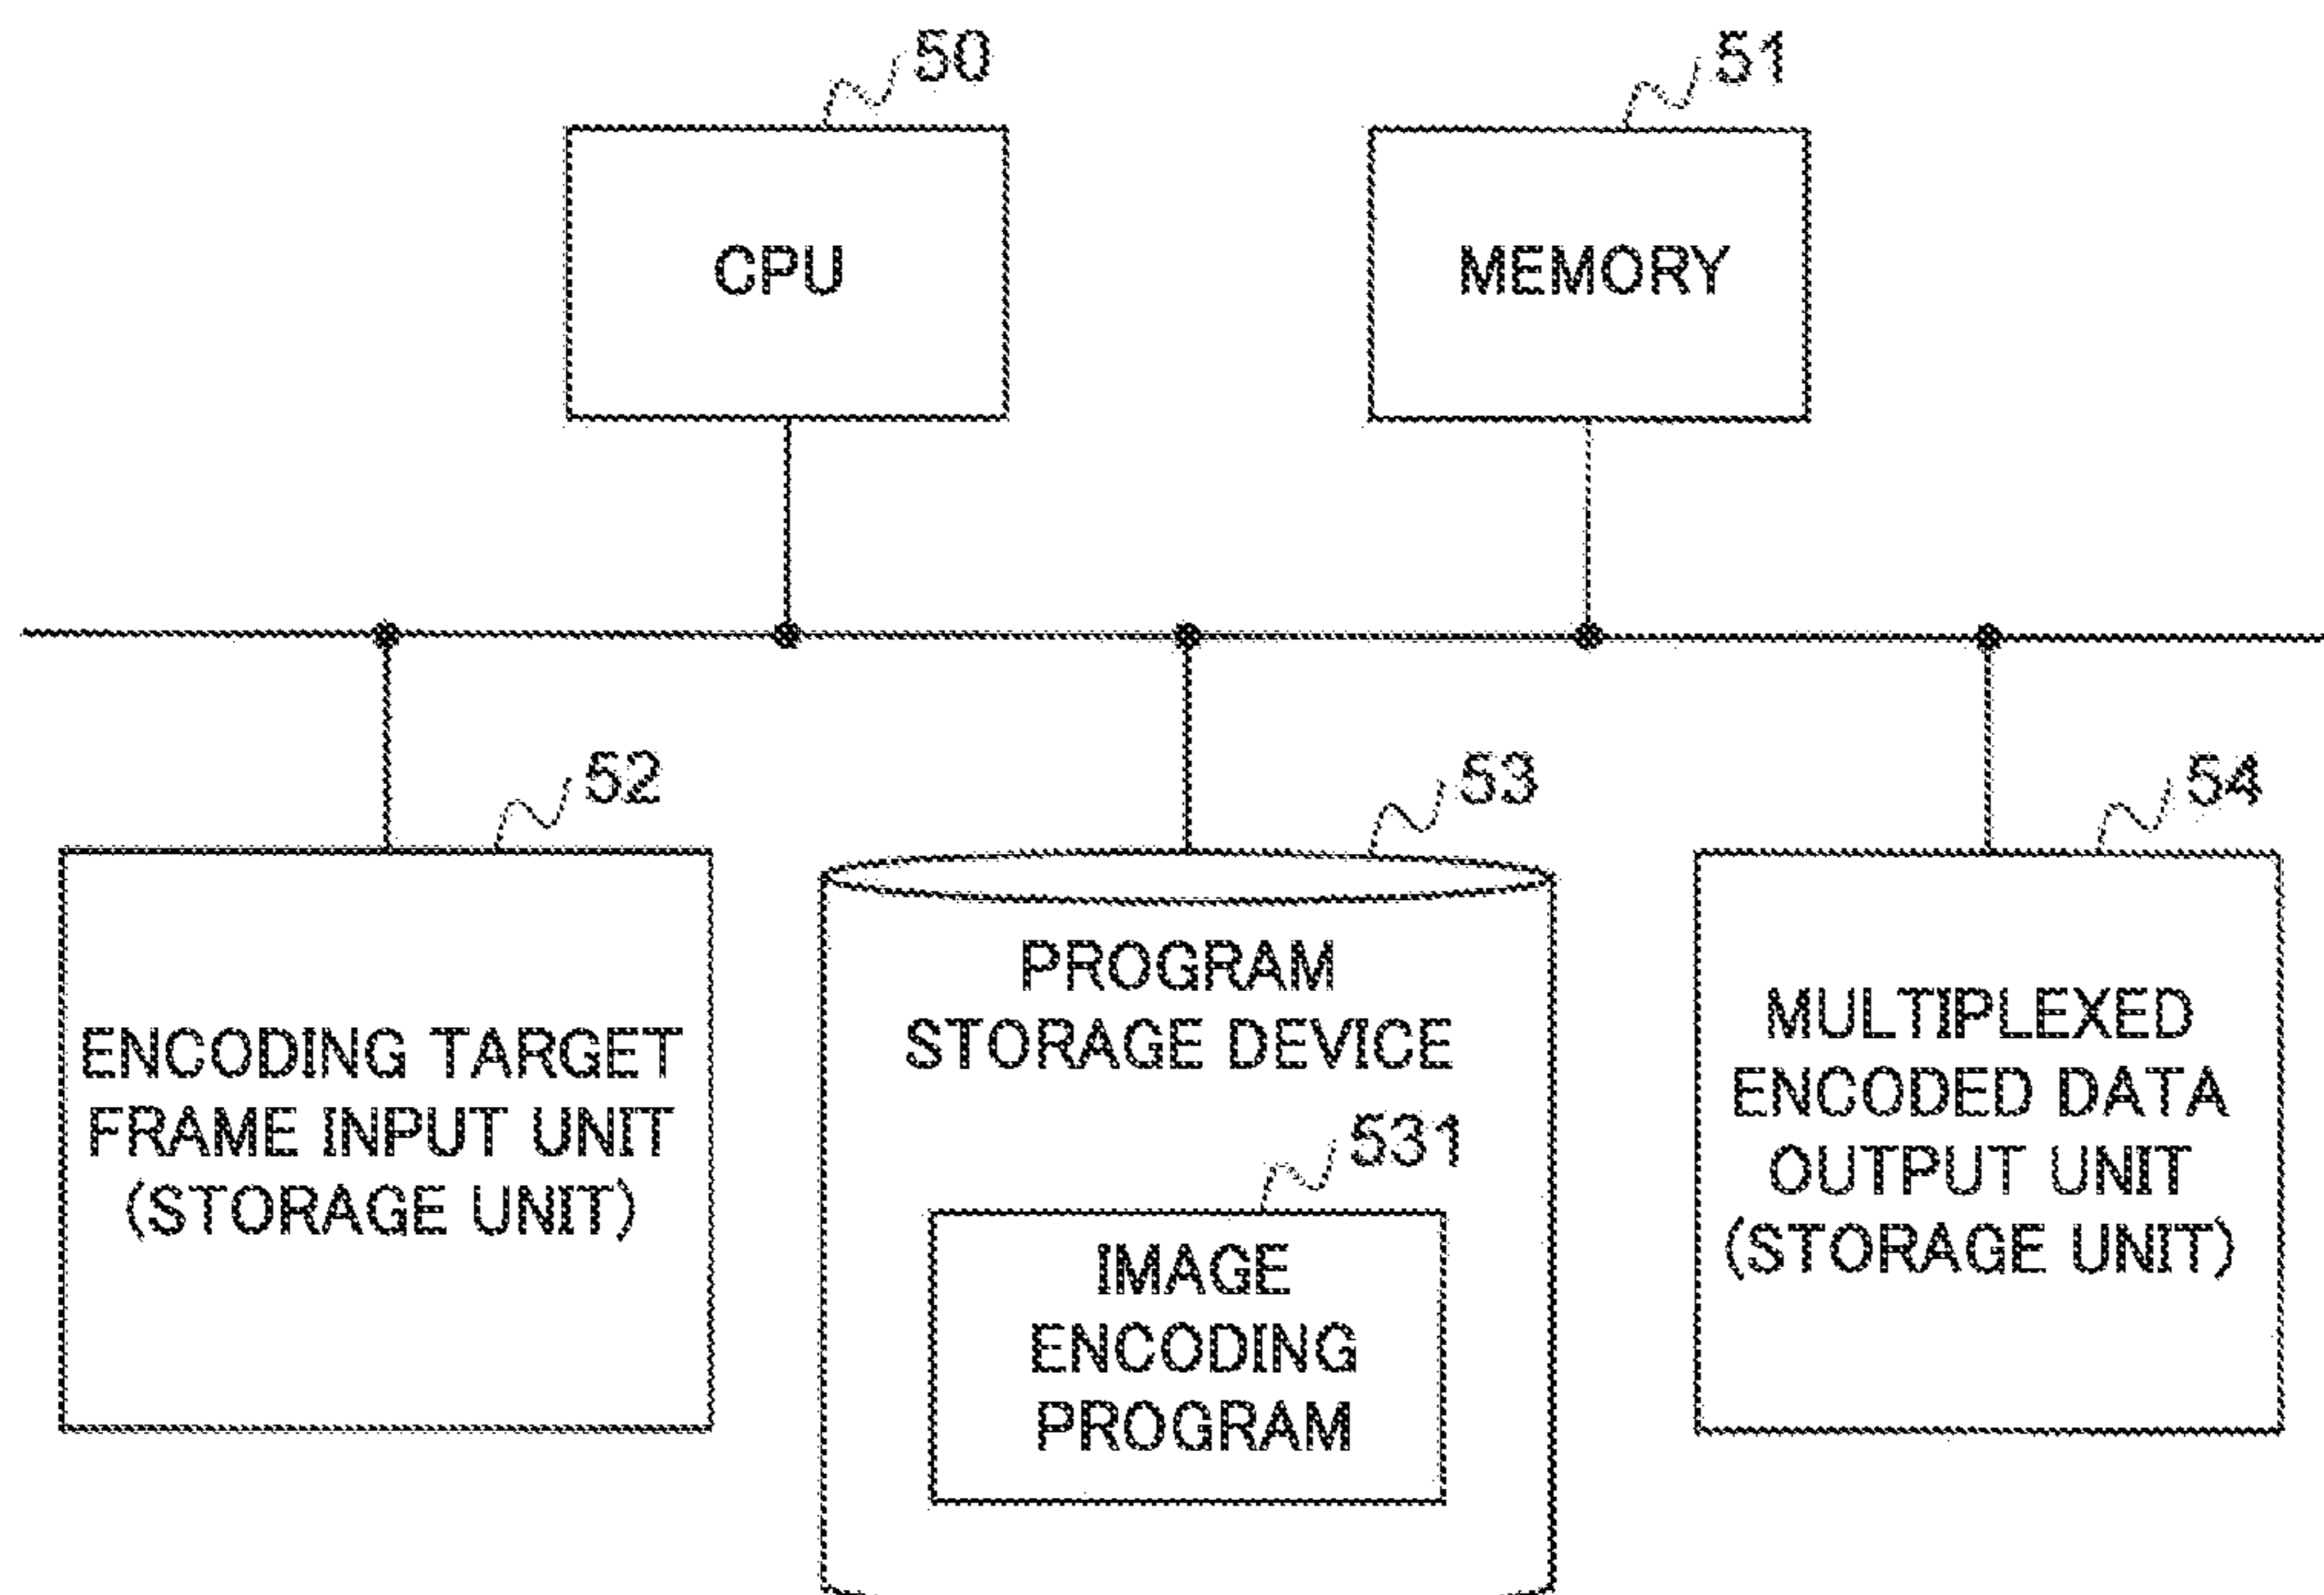 50
51
CPU
MEMORY
52
53
54
ENCODING TARGET
FRAME INPUT UNIT
(STORAGE UNIT)
PROGRAM
STORAGE DEVICE
531
IMAGE
ENCODING
PROGRAM
MULTIPLEXED
ENCODED DATA
OUTPUT UNIT
(STORAGE UNIT)